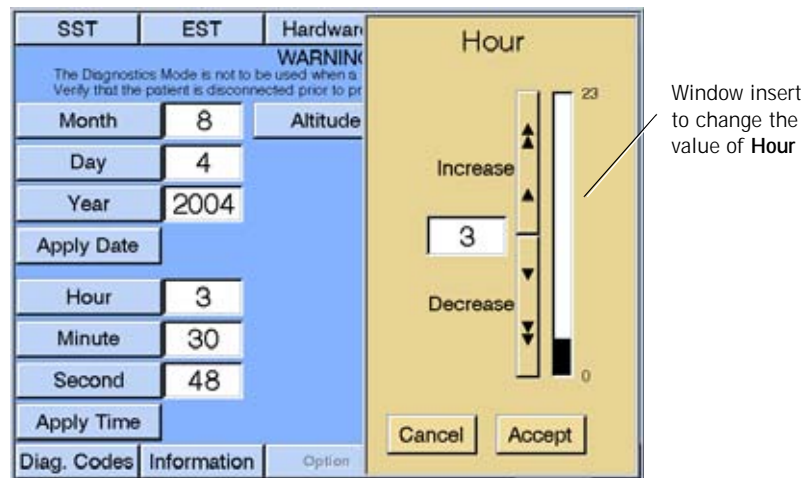 SST EST Hardwar
WARNIN
The Diagnostics Mode is not to be used when a
Verify that the patient is disconnected prior to pr
Month 8 Altitude
Day 4
Year 2004
Apply Date
Hour 3
Minute 30
Second 48
Apply Time
Diag. Codes Information Option
Hour
23
Increase
3
Decrease
0
Cancel Accept
Window insert
to change the
value of Hour